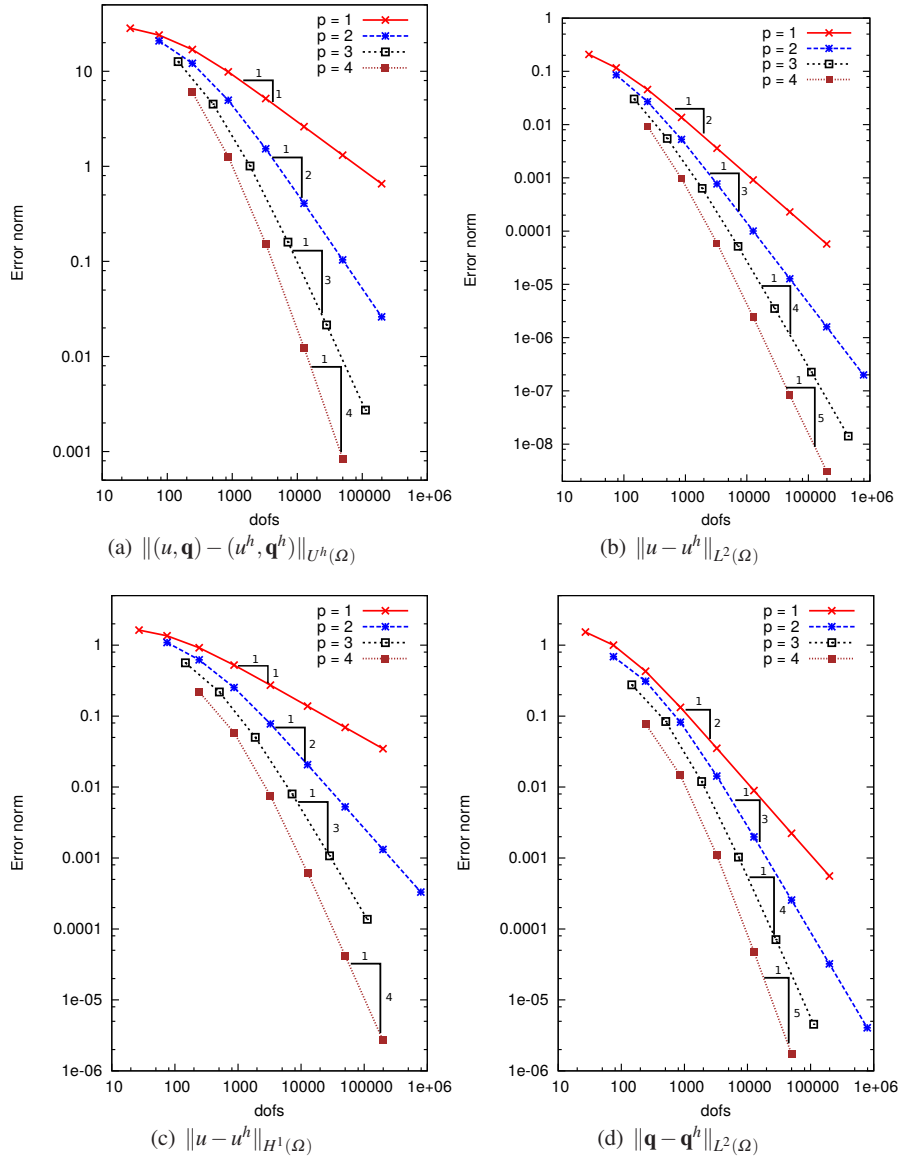 10
1
0.1
0.01
0.001
10
100
1000
10000
100000
1e+06
Error norm
dofs
p = 1
p = 2
p = 3
p = 4
1
1
1
2
1
3
1
4
(a) ‖(u, q) − (u^h, q^h)‖_{U^h(Ω)}
1
0.1
0.01
0.001
0.0001
1e-05
1e-06
1e-07
1e-08
10
100
1000
10000
100000
1e+06
Error norm
dofs
p = 1
p = 2
p = 3
p = 4
1
2
1
3
1
4
1
5
(b) ‖u − u^h‖_{L^2(Ω)}
1
0.1
0.01
0.001
0.0001
1e-05
1e-06
10
100
1000
10000
100000
1e+06
Error norm
dofs
p = 1
p = 2
p = 3
p = 4
1
1
1
2
1
3
1
4
(c) ‖u − u^h‖_{H^1(Ω)}
1
0.1
0.01
0.001
0.0001
1e-05
1e-06
10
100
1000
10000
100000
1e+06
Error norm
dofs
p = 1
p = 2
p = 3
p = 4
1
2
1
3
1
4
1
5
(d) ‖q − q^h‖_{L^2(Ω)}